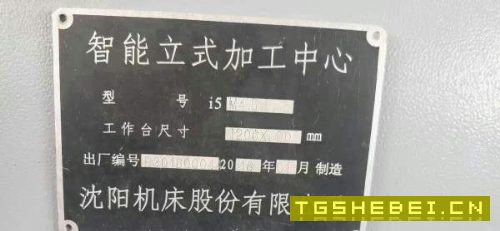 智能立式加工中心
型 号 i5
工作台尺寸 mm
出厂编号 20 年 月 制造
沈阳机床股份有限
TGSHEBEI.CN